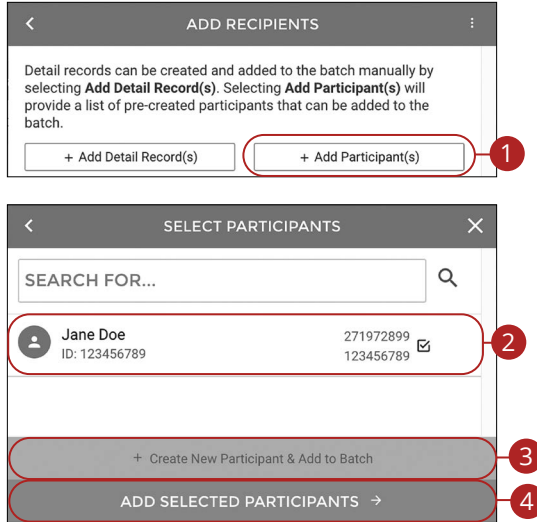 ADD RECIPIENTS
Detail records can be created and added to the batch manually by
selecting Add Detail Record(s). Selecting Add Participant(s) will
provide a list of pre-created participants that can be added to the
batch.
+ Add Detail Record(s)
+ Add Participant(s)
1
SELECT PARTICIPANTS
SEARCH FOR...
Jane Doe
271972899
ID: 123456789
123456789
2
+ Create New Participant & Add to Batch
3
ADD SELECTED PARTICIPANTS →
4